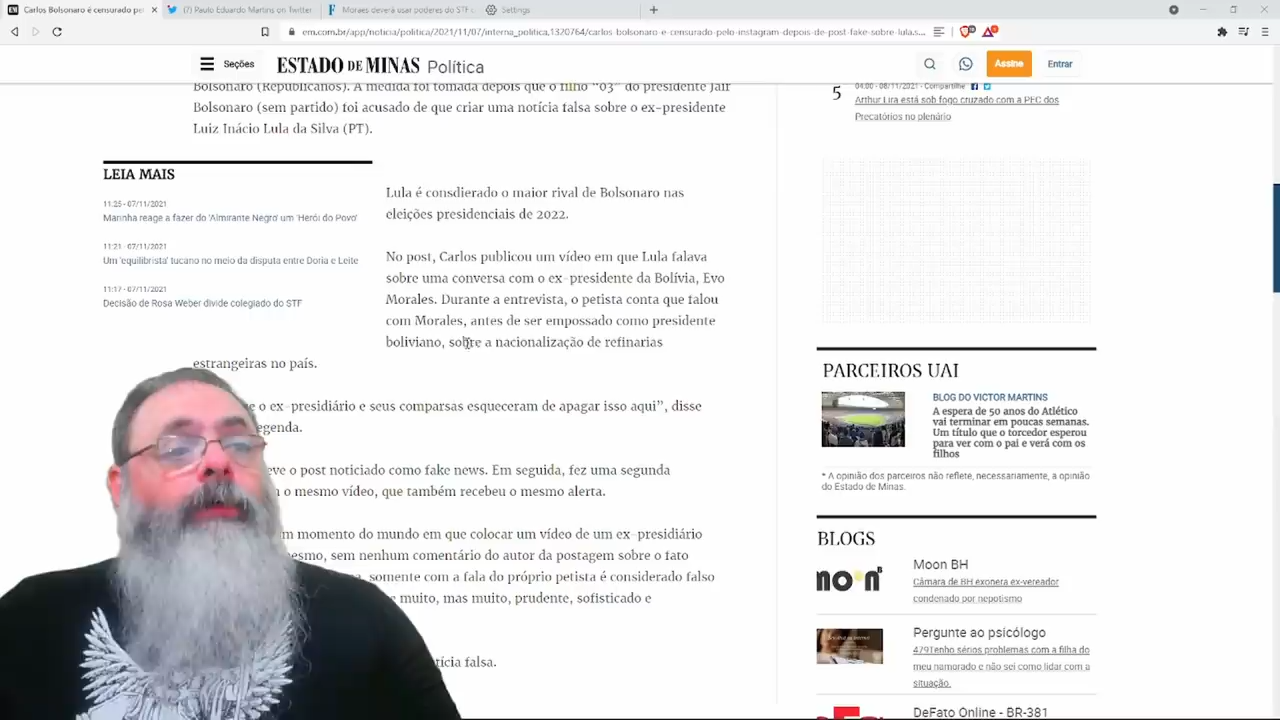 Carlos Bolsonaro é censurado pe
(7) Paulo Eduardo Martins on Twitter
Moraes deverá usar poderes do STF
Settings
em.com.br/app/noticia/politica/2021/11/07/interna_politica,1320764/carlos-bolsonaro-e-censurado-pelo-instagram-depois-de-post-fake-sobre-lula.s...
Seções
ESTADO DE MINAS Política
Assine
Entrar
Bolsonaro (Republicanos). A medida foi tomada depois que o filho “03” do presidente Jair
Bolsonaro (sem partido) foi acusado de que criar uma notícia falsa sobre o ex-presidente
Luiz Inácio Lula da Silva (PT).
LEIA MAIS
11:25 - 07/11/2021
Marinha reage a fazer do 'Almirante Negro' um 'Herói do Povo'
11:21 - 07/11/2021
Um 'equilibrista' tucano no meio da disputa entre Doria e Leite
11:17 - 07/11/2021
Decisão de Rosa Weber divide colegiado do STF
Lula é consdierado o maior rival de Bolsonaro nas
eleições presidenciais de 2022.
No post, Carlos publicou um vídeo em que Lula falava
sobre uma conversa com o ex-presidente da Bolívia, Evo
Morales. Durante a entrevista, o petista conta que falou
com Morales, antes de ser empossado como presidente
boliviano, sobre a nacionalização de refinarias
estrangeiras no país.
e o ex-presidiário e seus comparsas esqueceram de apagar isso aqui”, disse
egenda.
eve o post noticiado como fake news. Em seguida, fez uma segunda
o mesmo vídeo, que também recebeu o mesmo alerta.
m momento do mundo em que colocar um vídeo de um ex-presidiário
esmo, sem nenhum comentário do autor da postagem sobre o fato
somente com a fala do próprio petista é considerado falso
e muito, mas muito, prudente, sofisticado e
tícia falsa.
5
04:00 - 08/11/2021 - Compartilhe
Arthur Lira está sob fogo cruzado com a PEC dos
Precatórios no plenário
PARCEIROS UAI
BLOG DO VICTOR MARTINS
A espera de 50 anos do Atlético
vai terminar em poucas semanas.
Um título que o torcedor esperou
para ver com o pai e verá com os
filhos
* A opinião dos parceiros não reflete, necessariamente, a opinião
do Estado de Minas.
BLOGS
Moon BH
Câmara de BH exonera ex-vereador
condenado por nepotismo
Pergunte ao psicólogo
479Tenho sérios problemas com a filha do
meu namorado e não sei como lidar com a
situação.
DeFato Online - BR-381